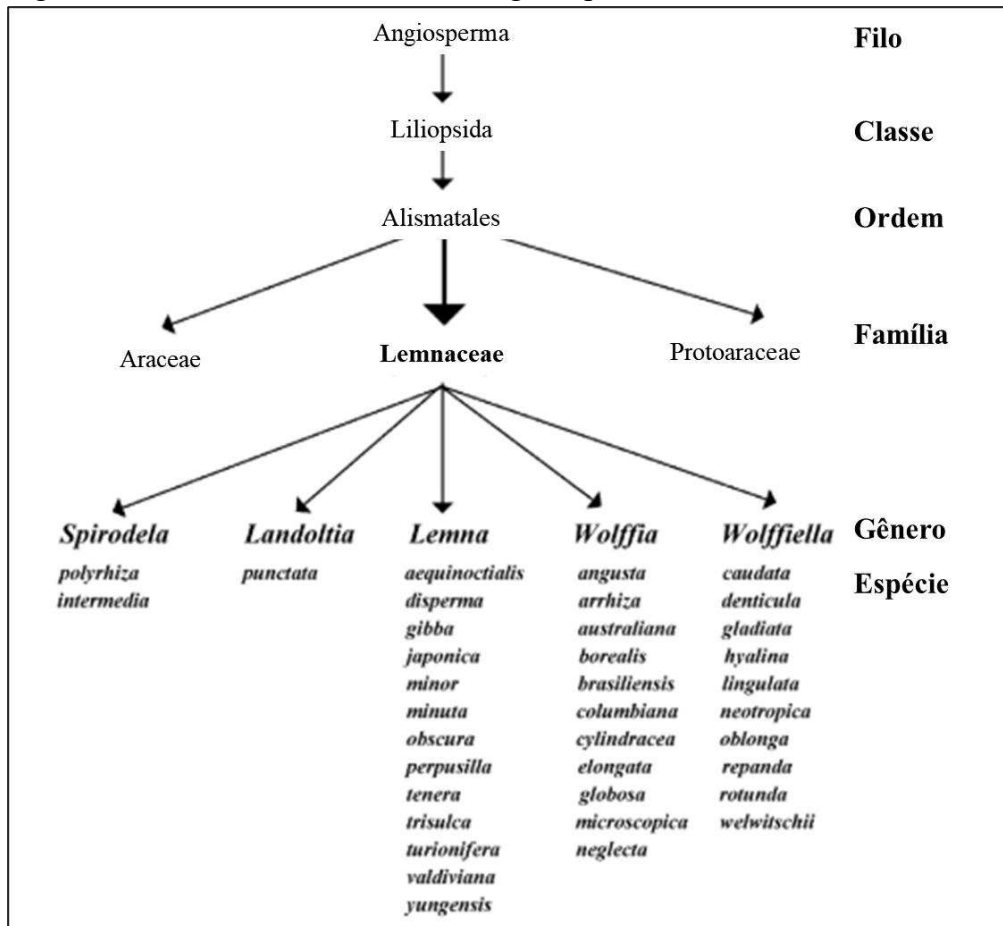 Angiosperma Filo
Liliopsida Classe
Alismatales Ordem
Araceae Lemnaceae Protoaraceae Família
Spirodela Landoltia Lemna Wolffia Wolffiella Gênero
polyrhiza punctata aequinoctialis angusta caudata Espécie
intermedia disperma arrhiza denticula
gibba australiana gladiata
japonica borealis hyalina
minor brasiliensis lingulata
minuta columbiana neotropica
obscura cylindracea oblonga
perpusilla elongata repanda
tenera globosa rotunda
trisulca microscopica welwitschii
turionifera neglecta
valdiviana
yungensis